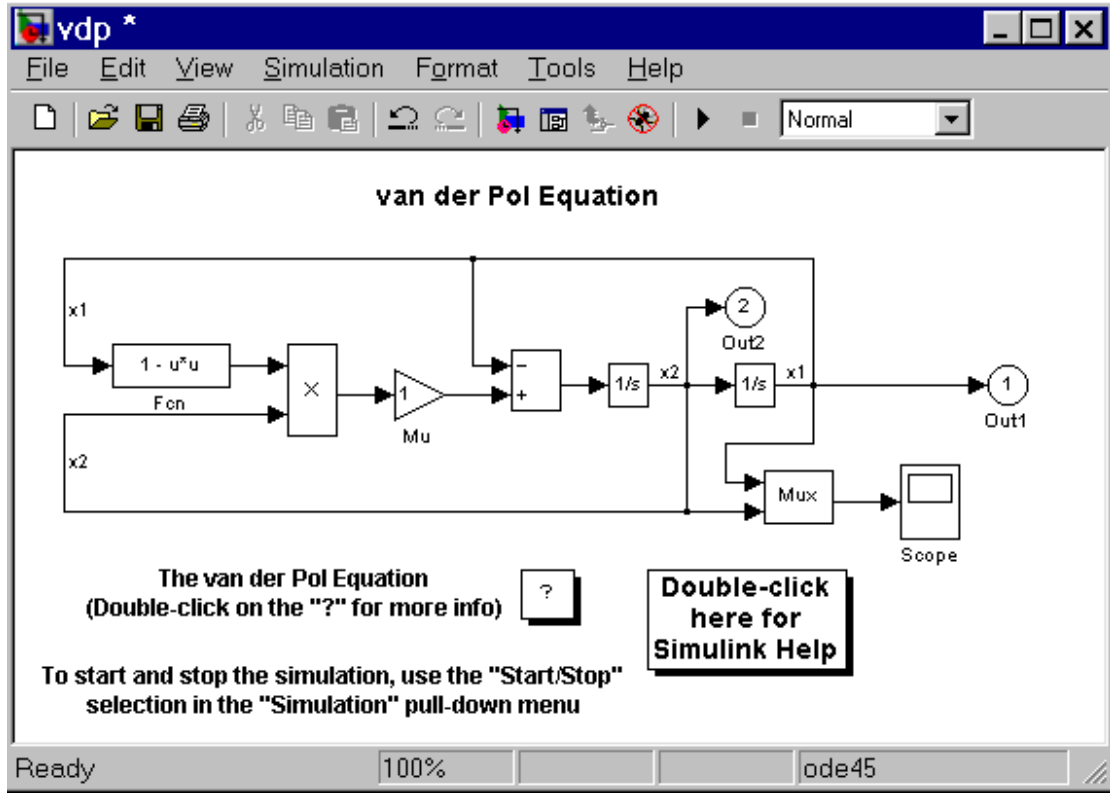 vdp *
File Edit View Simulation Format Tools Help
Normal
van der Pol Equation
x1
1 - u*u
Fcn
x2
×
1
Mu
−
+
1/s
x2
2
Out2
1/s
x1
1
Out1
Mux
Scope
The van der Pol Equation
(Double-click on the "?" for more info)
?
Double-click
here for
Simulink Help
To start and stop the simulation, use the "Start/Stop"
selection in the "Simulation" pull-down menu
Ready 100% ode45